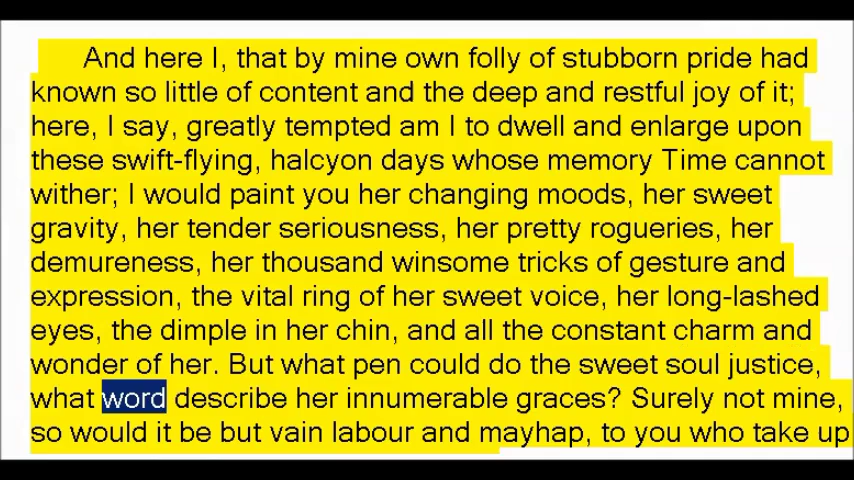 And here I, that by mine own folly of stubborn pride had
known so little of content and the deep and restful joy of it;
here, I say, greatly tempted am I to dwell and enlarge upon
these swift-flying, halcyon days whose memory Time cannot
wither; I would paint you her changing moods, her sweet
gravity, her tender seriousness, her pretty rogueries, her
demureness, her thousand winsome tricks of gesture and
expression, the vital ring of her sweet voice, her long-lashed
eyes, the dimple in her chin, and all the constant charm and
wonder of her. But what pen could do the sweet soul justice,
what word describe her innumerable graces? Surely not mine,
so would it be but vain labour and mayhap, to you who take up